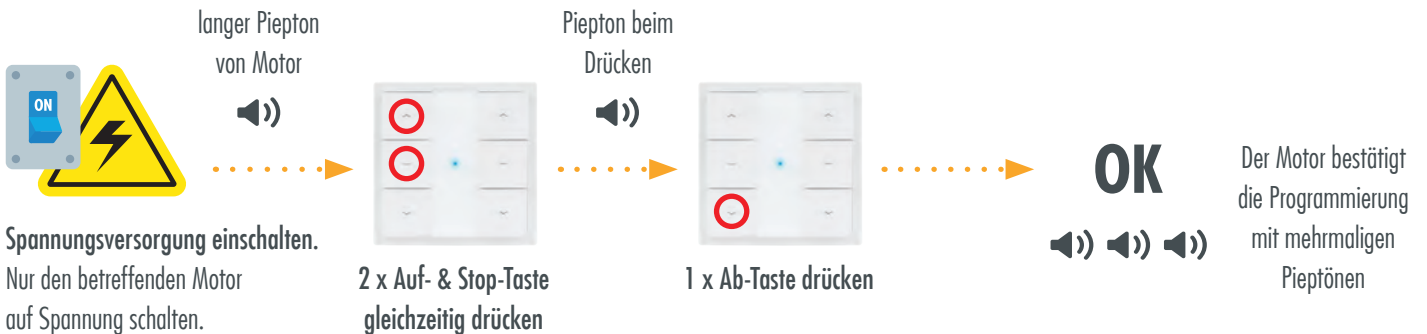 langer Piepton
von Motor
Piepton beim
Drücken
ON
OK
Der Motor bestätigt
die Programmierung
mit mehrmaligen
Pieptönen
Spannungsversorgung einschalten.
Nur den betreffenden Motor
auf Spannung schalten.
2 x Auf- & Stop-Taste
gleichzeitig drücken
1 x Ab-Taste drücken